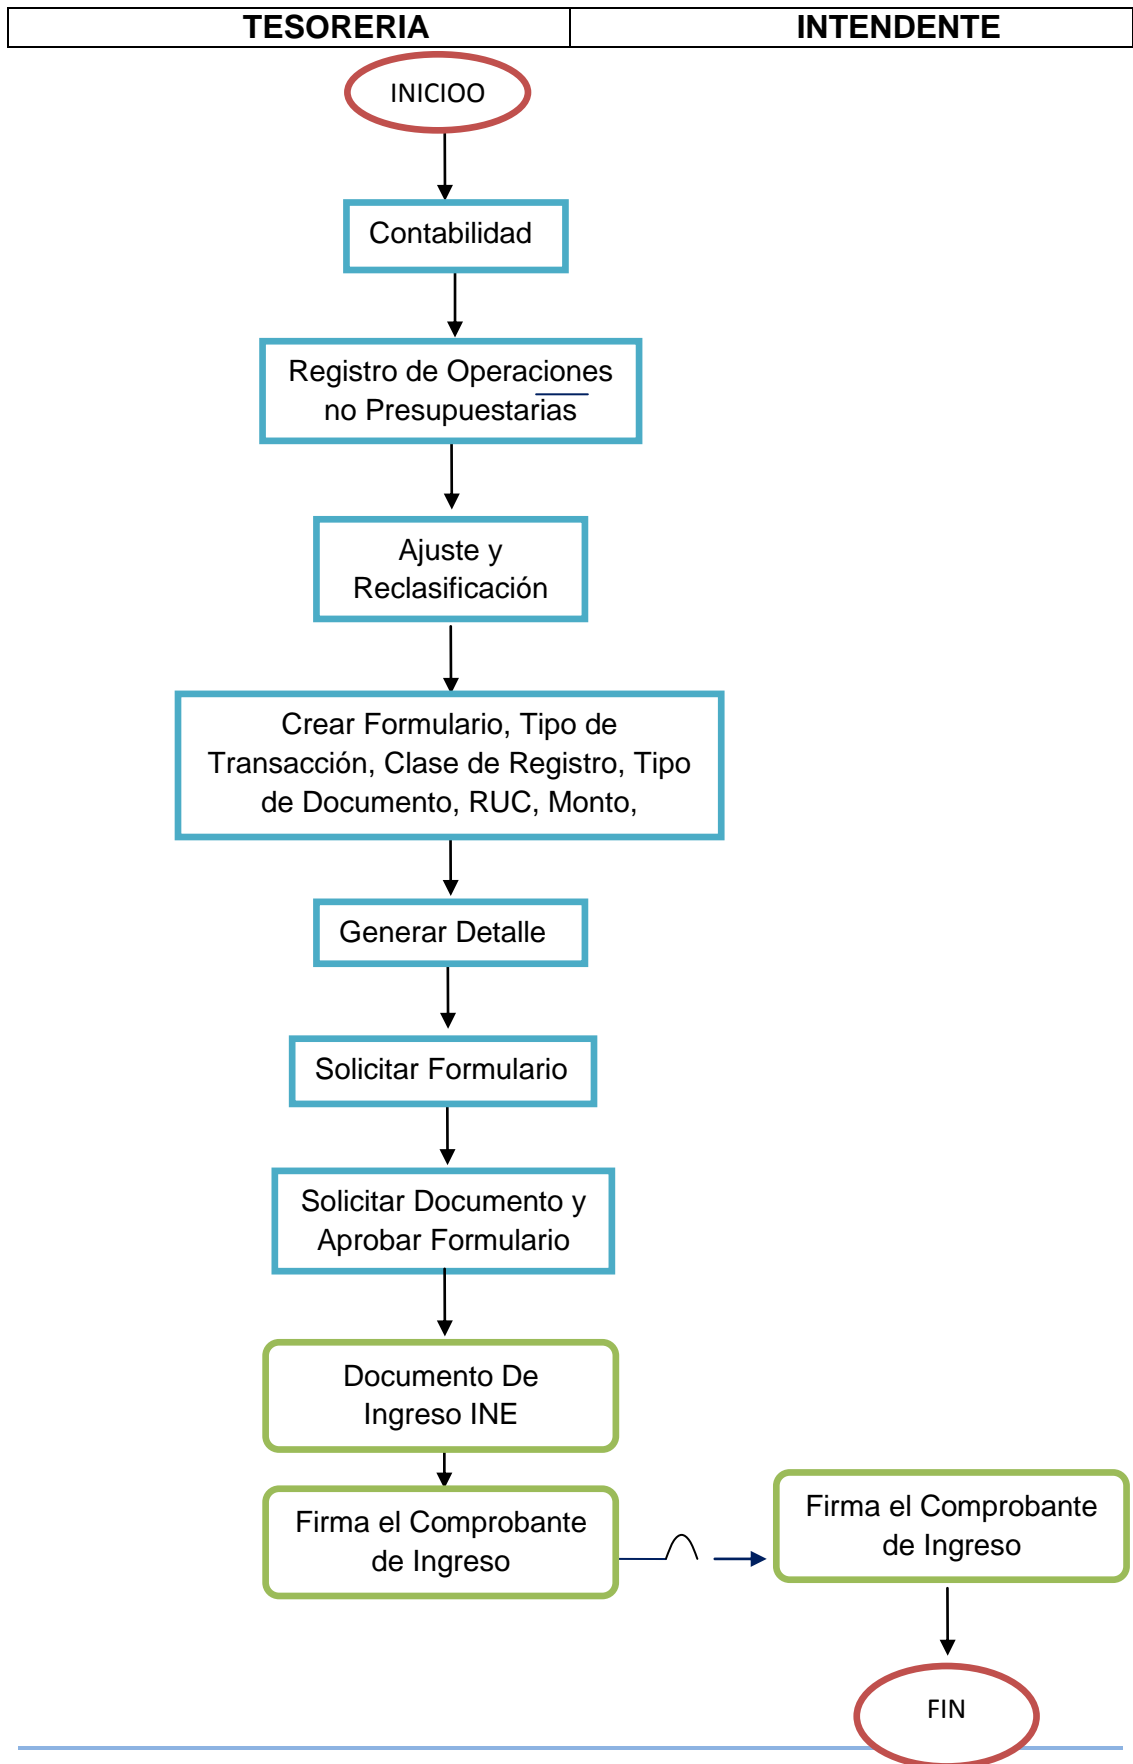 TESORERIA INTENDENTE
INICIOO
Contabilidad
Registro de Operaciones
no Presupuestarias
Ajuste y
Reclasificación
Crear Formulario, Tipo de
Transacción, Clase de Registro, Tipo
de Documento, RUC, Monto,
Generar Detalle
Solicitar Formulario
Solicitar Documento y
Aprobar Formulario
Documento De
Ingreso INE
Firma el Comprobante
de Ingreso
Firma el Comprobante
de Ingreso
FIN